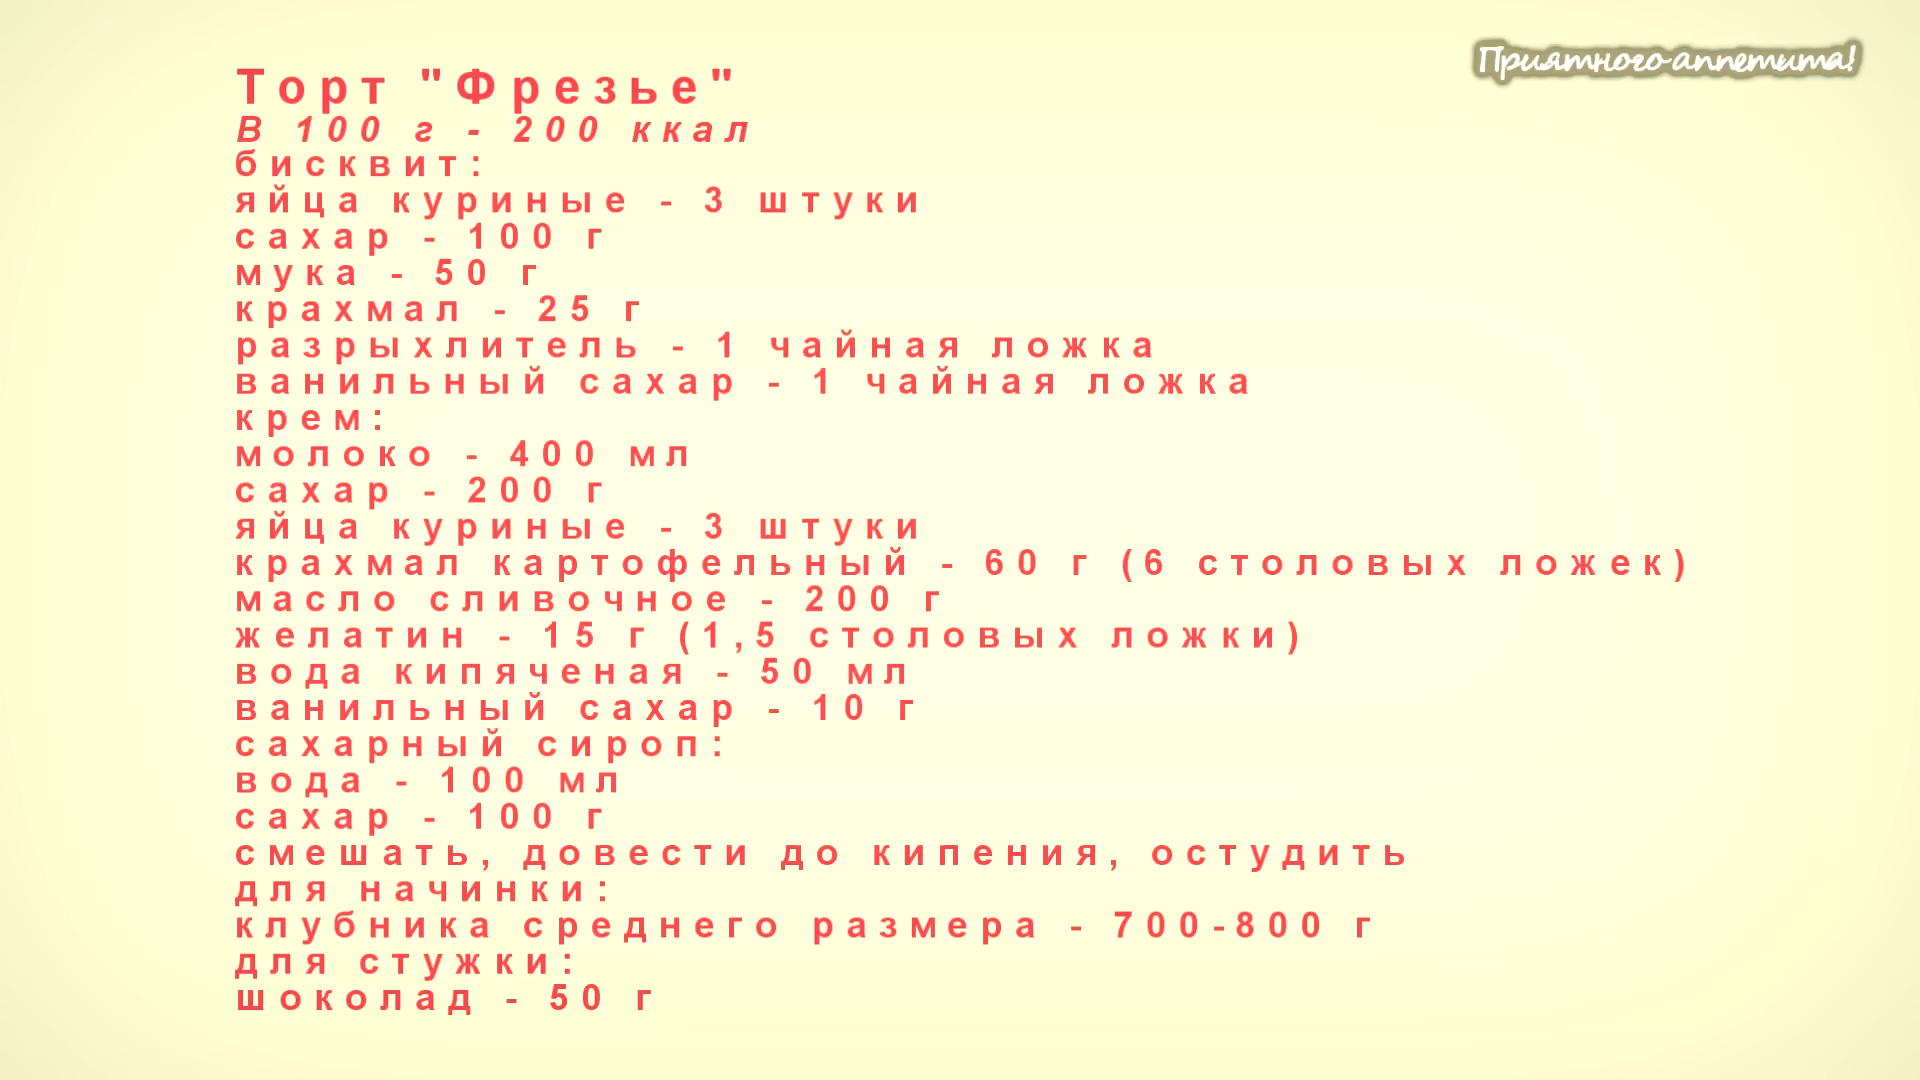 Торт "Фрезье"
Приятного аппетита!
В 100 г - 200 ккал
бисквит:
яйца куриные - 3 штуки
сахар - 100 г
мука - 50 г
крахмал - 25 г
разрыхлитель - 1 чайная ложка
ванильный сахар - 1 чайная ложка
крем:
молоко - 400 мл
сахар - 200 г
яйца куриные - 3 штуки
крахмал картофельный - 60 г (6 столовых ложек)
масло сливочное - 200 г
желатин - 15 г (1,5 столовых ложки)
вода кипяченая - 50 мл
ванильный сахар - 10 г
сахарный сироп:
вода - 100 мл
сахар - 100 г
смешать, довести до кипения, остудить
для начинки:
клубника среднего размера - 700-800 г
для стужки:
шоколад - 50 г